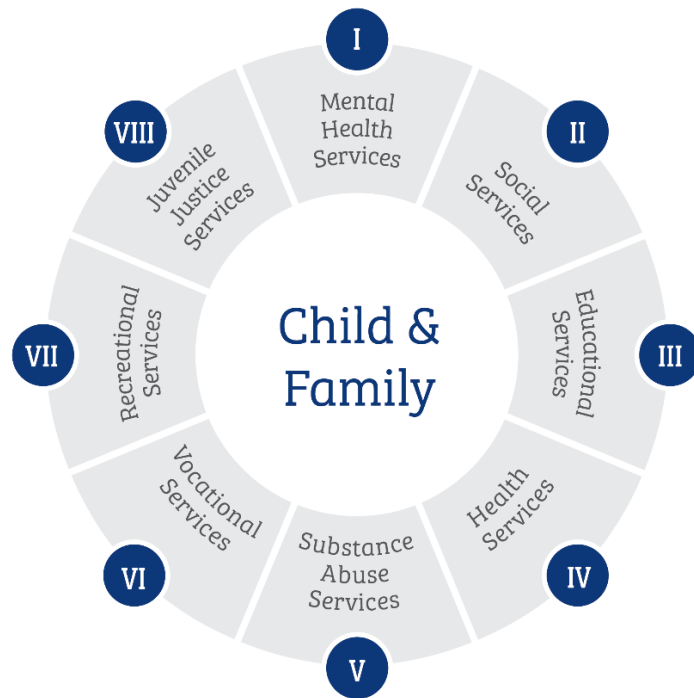 I
Mental
Health
Services
II
Social
Services
III
Educational
Services
IV
Health
Services
V
Substance
Abuse
Services
VI
Vocational
Services
VII
Recreational
Services
VIII
Juvenile
Justice
Services
Child &
Family